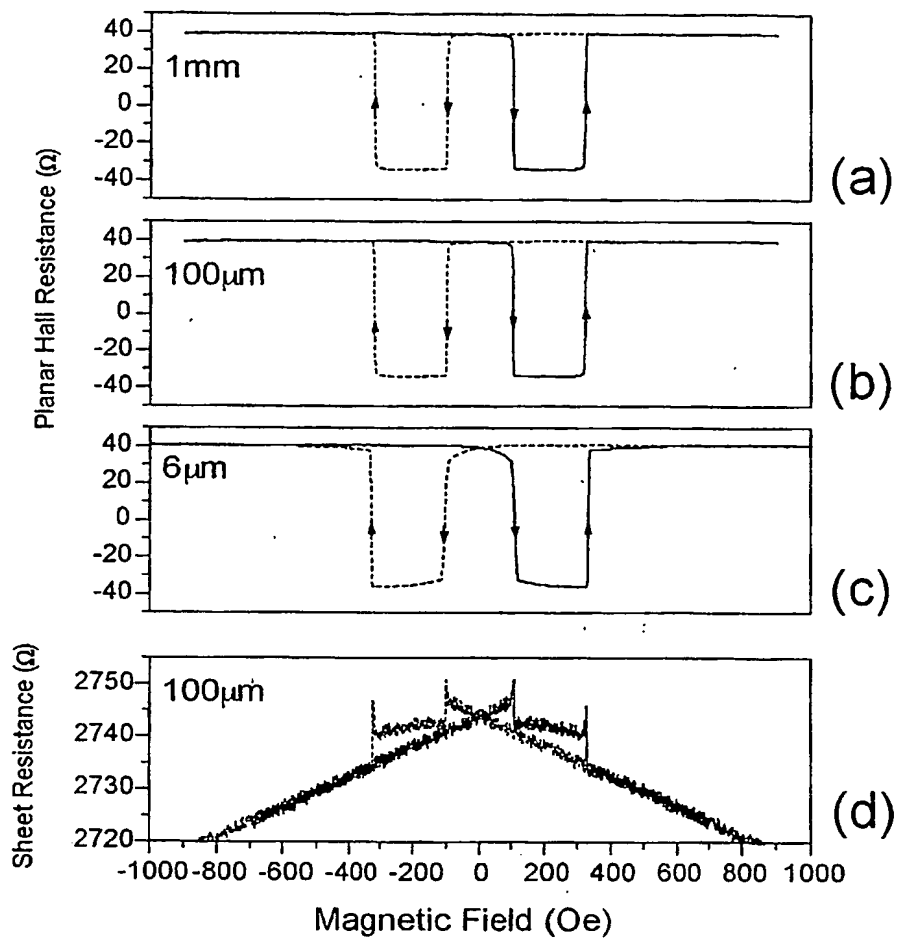 Planar Hall Resistance (Ω)
40
20
0
-20
-40
1mm
(a)
40
20
0
-20
-40
100μm
(b)
40
20
0
-20
-40
6μm
(c)
Sheet Resistance (Ω)
2750
2740
2730
2720
100μm
(d)
-1000 -800 -600 -400 -200 0 200 400 600 800 1000
Magnetic Field (Oe)